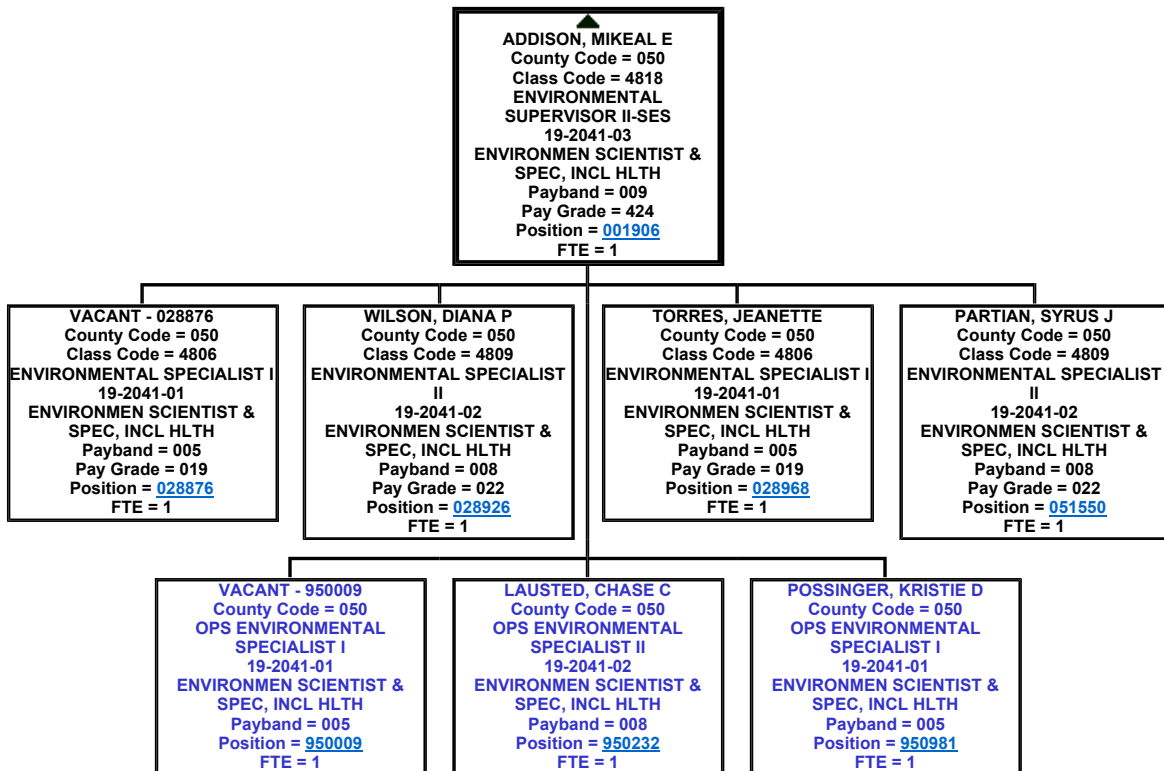 ADDISON, MIKEAL E
County Code = 050
Class Code = 4818
ENVIRONMENTAL
SUPERVISOR II-SES
19-2041-03
ENVIRONMEN SCIENTIST &
SPEC, INCL HLTH
Payband = 009
Pay Grade = 424
Position = 001906
FTE = 1
VACANT - 028876
County Code = 050
Class Code = 4806
ENVIRONMENTAL SPECIALIST I
19-2041-01
ENVIRONMEN SCIENTIST &
SPEC, INCL HLTH
Payband = 005
Pay Grade = 019
Position = 028876
FTE = 1
WILSON, DIANA P
County Code = 050
Class Code = 4809
ENVIRONMENTAL SPECIALIST
II
19-2041-02
ENVIRONMEN SCIENTIST &
SPEC, INCL HLTH
Payband = 008
Pay Grade = 022
Position = 028926
FTE = 1
TORRES, JEANETTE
County Code = 050
Class Code = 4806
ENVIRONMENTAL SPECIALIST I
19-2041-01
ENVIRONMEN SCIENTIST &
SPEC, INCL HLTH
Payband = 005
Pay Grade = 019
Position = 028968
FTE = 1
PARTIAN, SYRUS J
County Code = 050
Class Code = 4809
ENVIRONMENTAL SPECIALIST
II
19-2041-02
ENVIRONMEN SCIENTIST &
SPEC, INCL HLTH
Payband = 008
Pay Grade = 022
Position = 051550
FTE = 1
VACANT - 950009
County Code = 050
OPS ENVIRONMENTAL
SPECIALIST I
19-2041-01
ENVIRONMEN SCIENTIST &
SPEC, INCL HLTH
Payband = 005
Position = 950009
FTE = 1
LAUSTED, CHASE C
County Code = 050
OPS ENVIRONMENTAL
SPECIALIST II
19-2041-02
ENVIRONMEN SCIENTIST &
SPEC, INCL HLTH
Payband = 008
Position = 950232
FTE = 1
POSSINGER, KRISTIE D
County Code = 050
OPS ENVIRONMENTAL
SPECIALIST I
19-2041-01
ENVIRONMEN SCIENTIST &
SPEC, INCL HLTH
Payband = 005
Position = 950981
FTE = 1